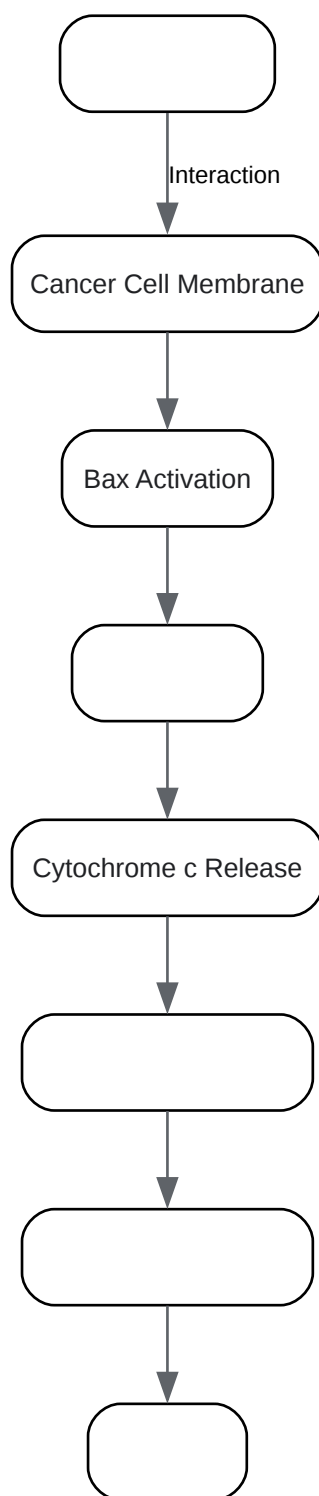 Interaction
Cancer Cell Membrane
Bax Activation
Cytochrome c Release